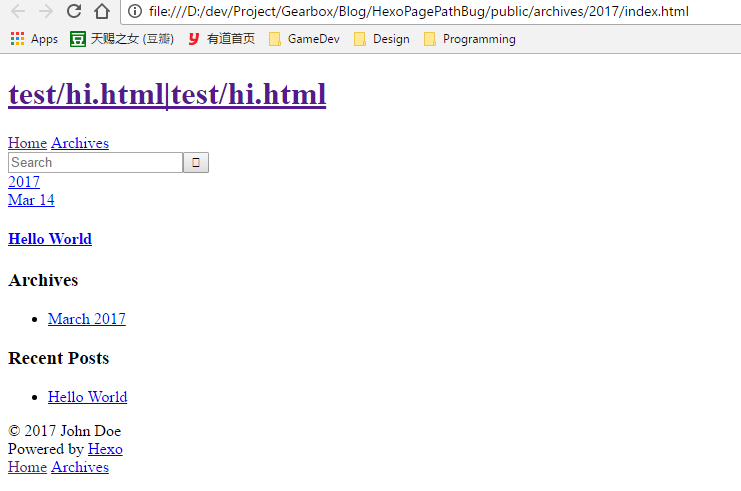 file:///D:/dev/Project/Gearbox/Blog/HexoPagePathBug/public/archives/2017/index.html
Apps 天赐之女 (豆瓣) 有道首页 GameDev Design Programming
test/hi.html|test/hi.html
Home Archives
Search
2017
Mar 14
Hello World
Archives
March 2017
Recent Posts
Hello World
© 2017 John Doe
Powered by Hexo
Home Archives